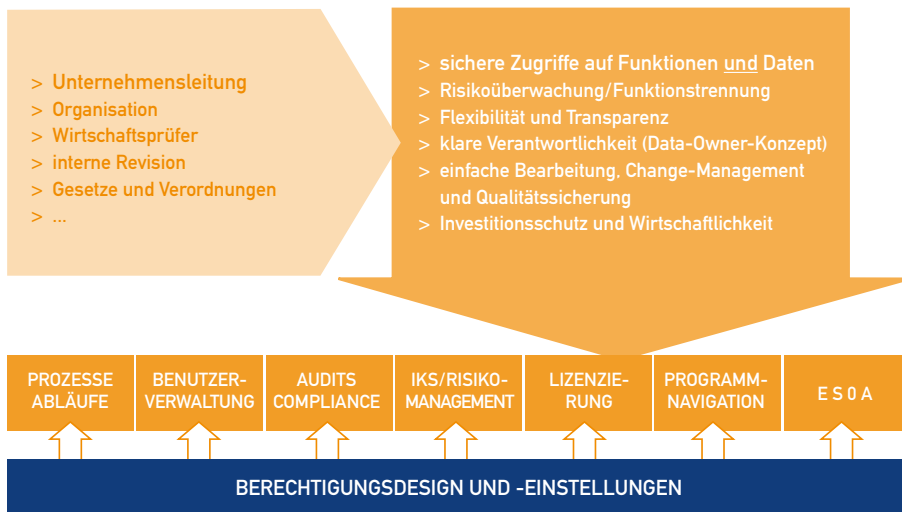 > Unternehmensleitung
> Organisation
> Wirtschaftsprüfer
> interne Revision
> Gesetze und Verordnungen
> ...
> sichere Zugriffe auf Funktionen und Daten
> Risikoüberwachung/Funktionstrennung
> Flexibilität und Transparenz
> klare Verantwortlichkeit (Data-Owner-Konzept)
> einfache Bearbeitung, Change-Management
und Qualitätssicherung
> Investitionsschutz und Wirtschaftlichkeit
PROZESSE
ABLÄUFE
BENUTZER-
VERWALTUNG
AUDITS
COMPLIANCE
IKS/RISIKO-
MANAGEMENT
LIZENZIE-
RUNG
PROGRAMM-
NAVIGATION
E S 0 A
BERECHTIGUNGSDESIGN UND -EINSTELLUNGEN